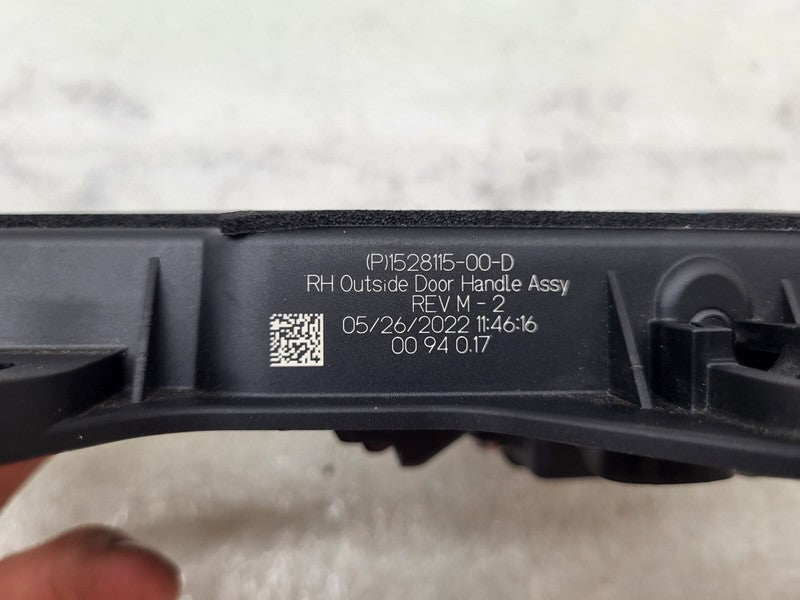 (P)1528115-00-D
RH Outside Door Handle Assy
REV M - 2
05/26/2022 11:46:16
00 94 0.17